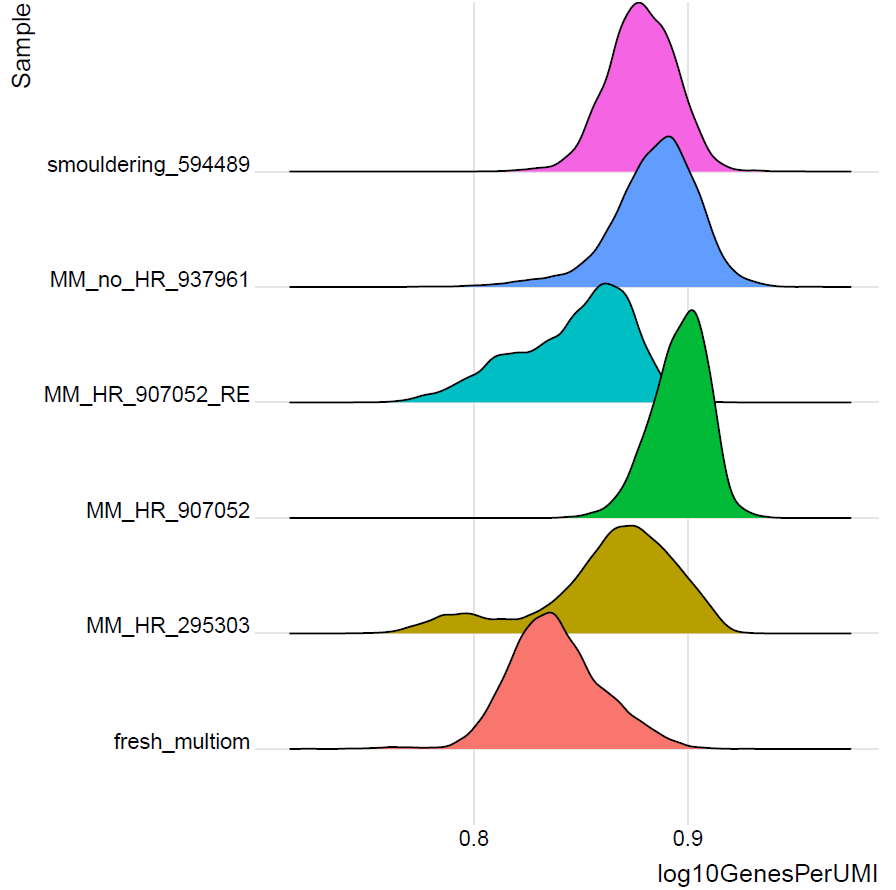 Sample
smouldering_594489
MM_no_HR_937961
MM_HR_907052_RE
MM_HR_907052
MM_HR_295303
fresh_multiom
0.8 0.9
log10GenesPerUMI